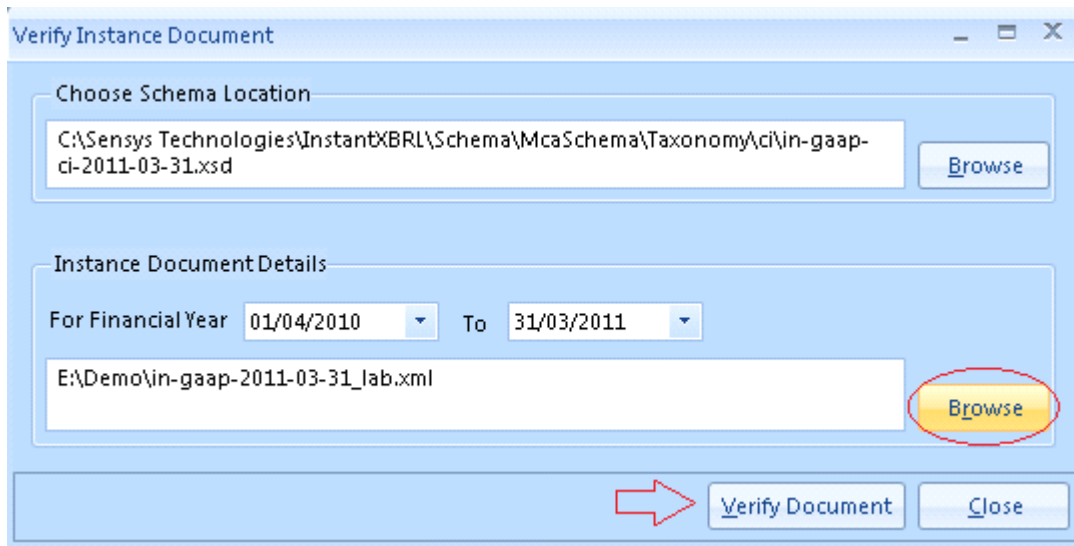 Verify Instance Document
Choose Schema Location
C:\Sensys Technologies\InstantXBRL\Schema\McaSchema\Taxonomy\ci\in-gaap-
ci-2011-03-31.xsd
Browse
Instance Document Details
For Financial Year 01/04/2010 To 31/03/2011
E:\Demo\in-gaap-2011-03-31_lab.xml
Browse
Verify Document Close